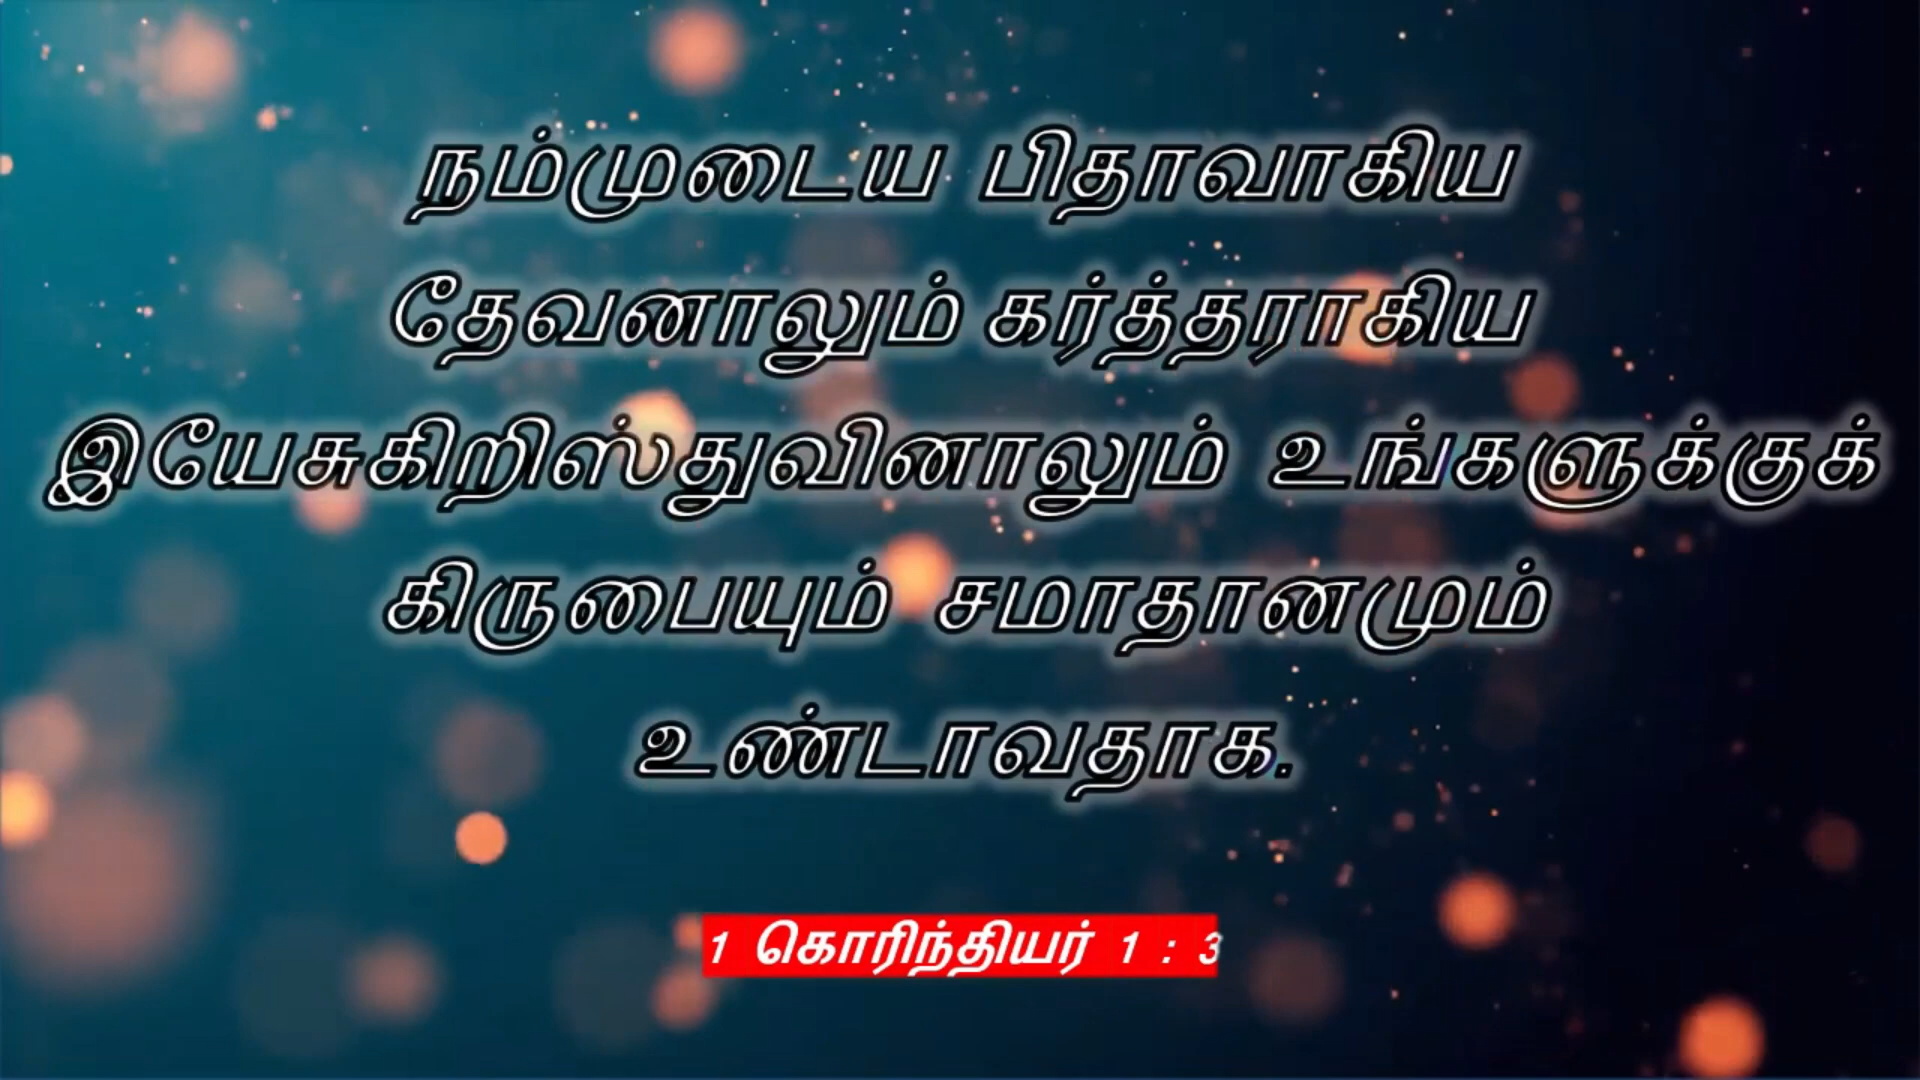 நம்முடைய பிதாவாகிய
தேவனாலும் கர்த்தராகிய
இயேசுகிறிஸ்துவினாலும் உங்களுக்குக்
கிருபையும் சமாதானமும்
உண்டாவதாக.
1 கொரிந்தியர் 1 : 3